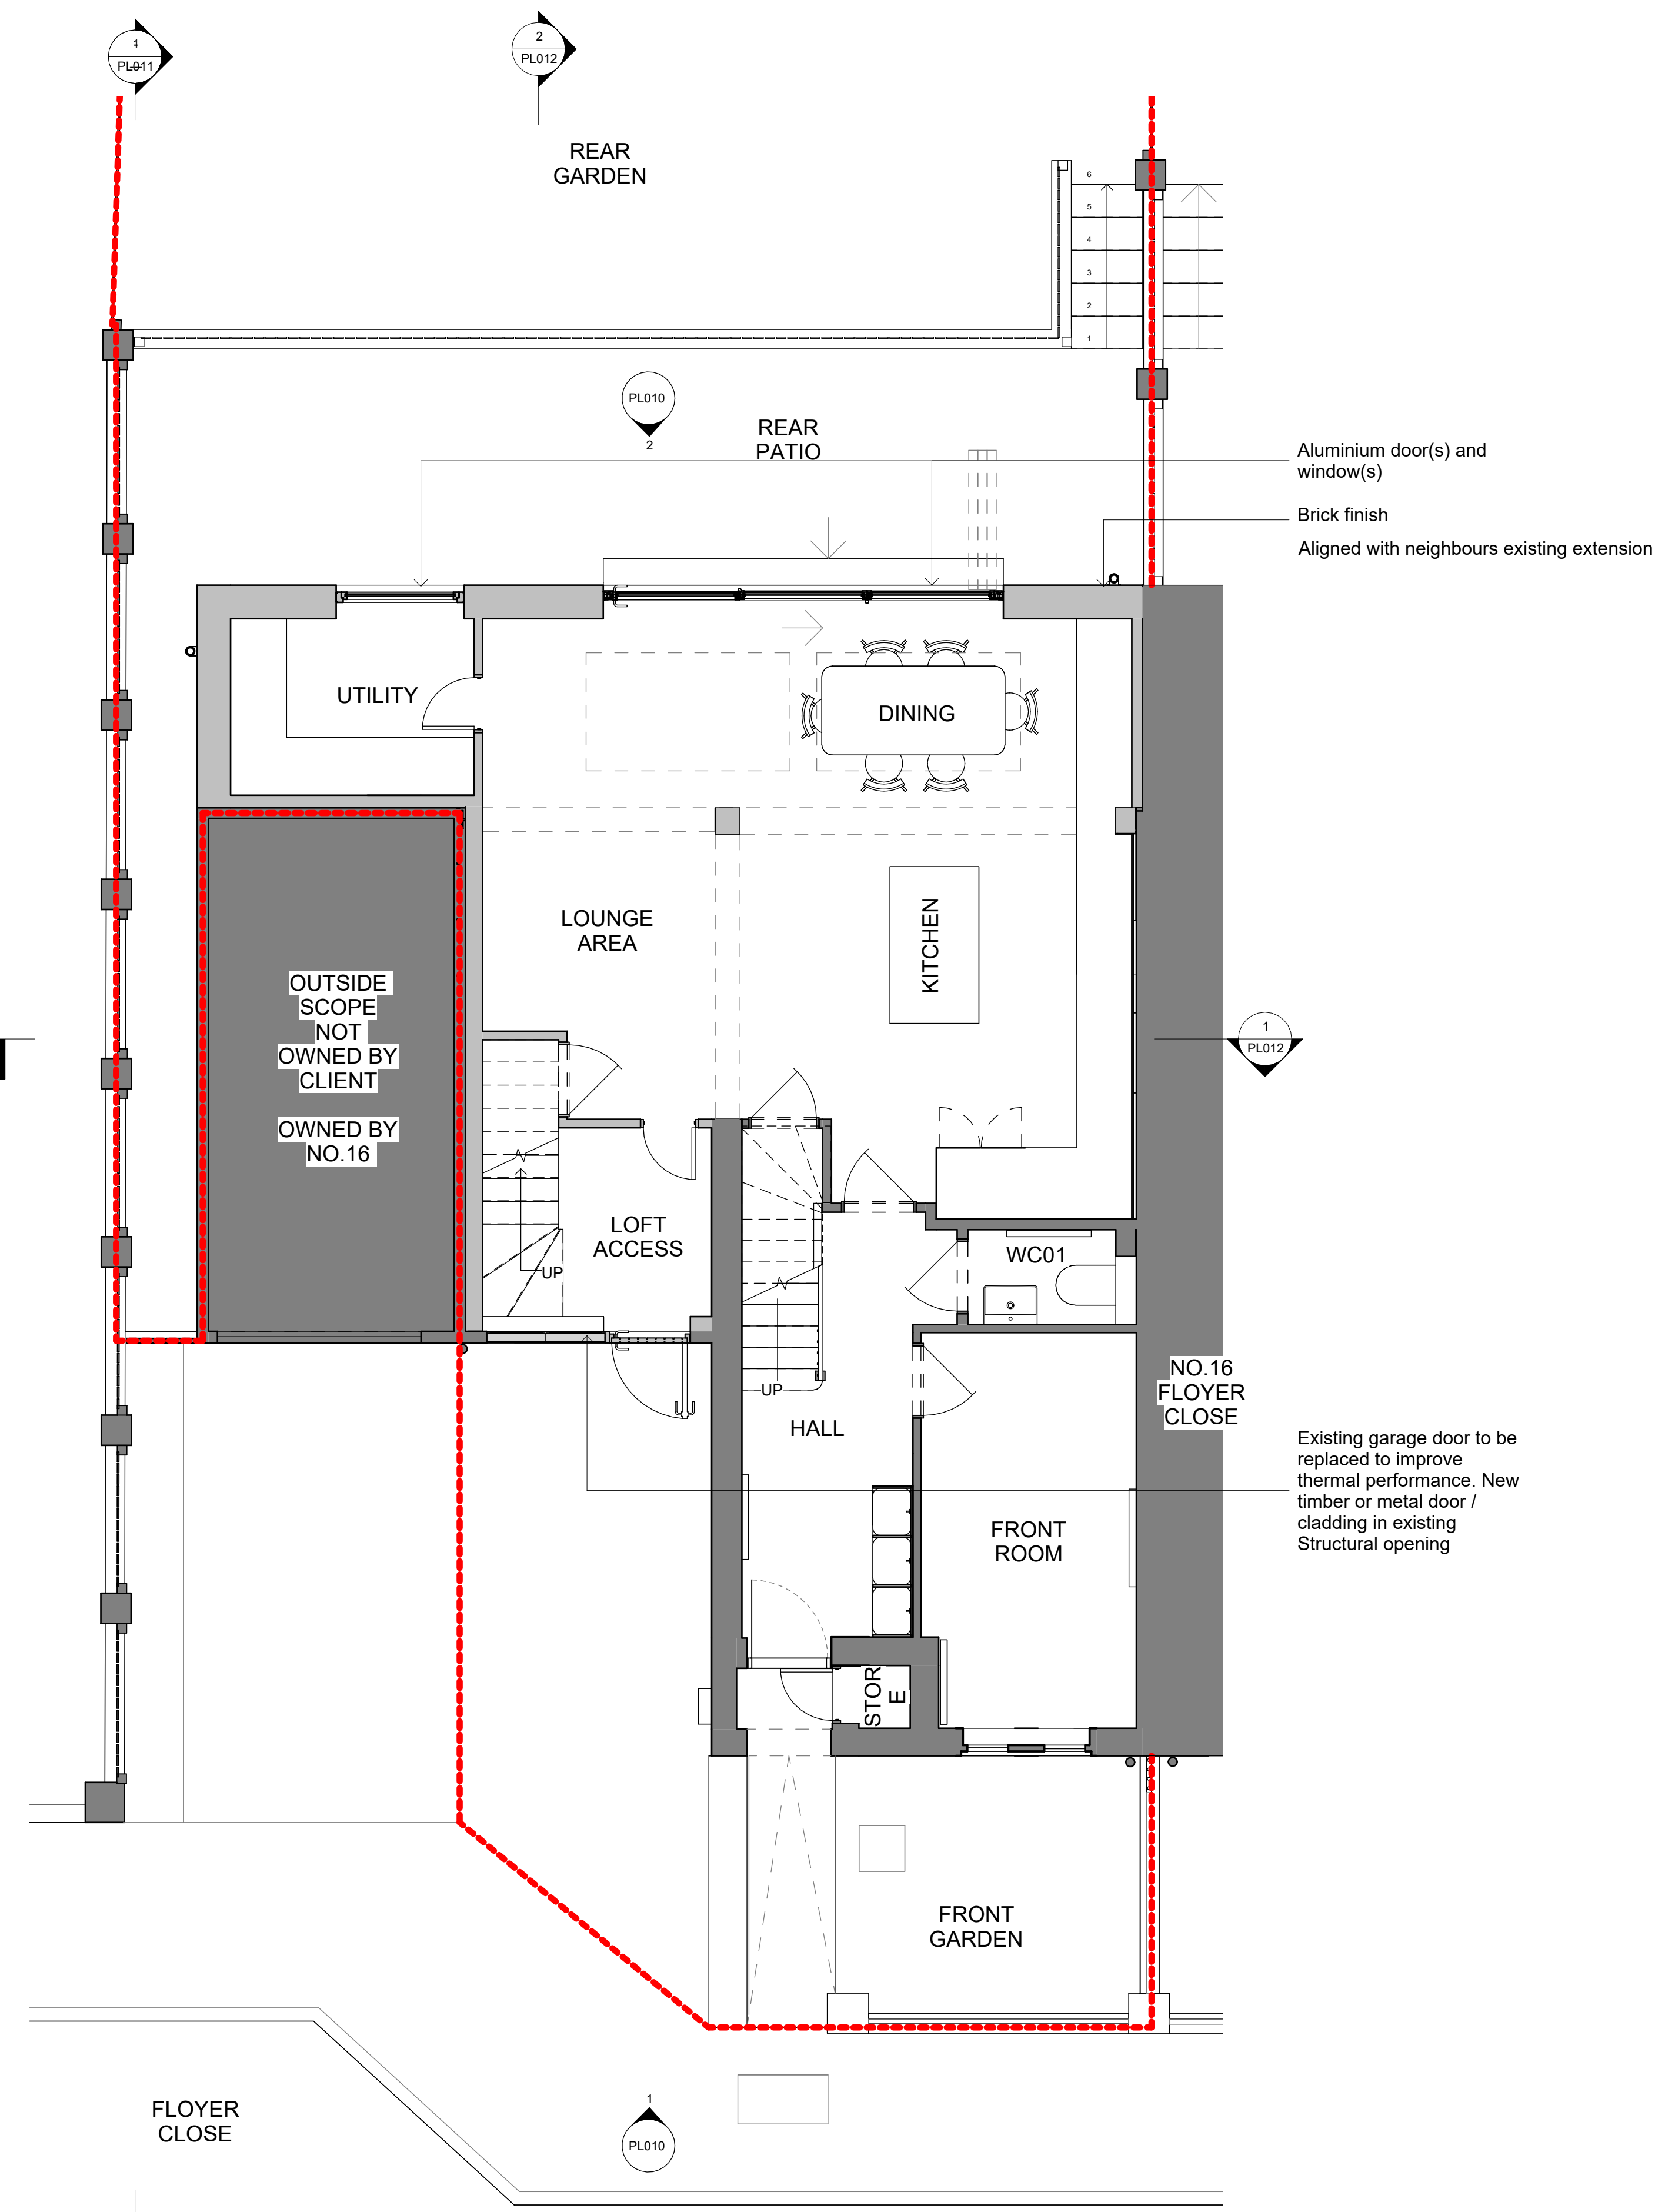 1
PL011
2
PL012
REAR
GARDEN
6
5
4
3
2
1
PL010
2
REAR
PATIO
Aluminium door(s) and
window(s)
Brick finish
Aligned with neighbours existing extension
UTILITY
DINING
LOUNGE
AREA
KITCHEN
OUTSIDE
SCOPE
NOT
OWNED BY
CLIENT
OWNED BY
NO.16
1
PL012
LOFT
ACCESS
UP
WC01
UP
HALL
NO.16
FLOYER
CLOSE
Existing garage door to be
replaced to improve
thermal performance. New
timber or metal door /
cladding in existing
Structural opening
FRONT
ROOM
STOR
E
FRONT
GARDEN
FLOYER
CLOSE
1
PL010